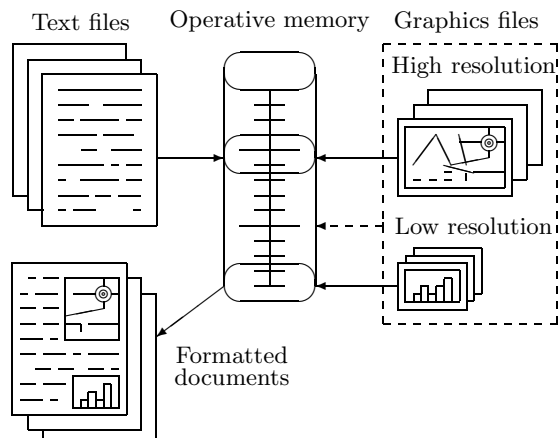 Text files
Operative memory
Graphics files
High resolution
Low resolution
Formatted
documents